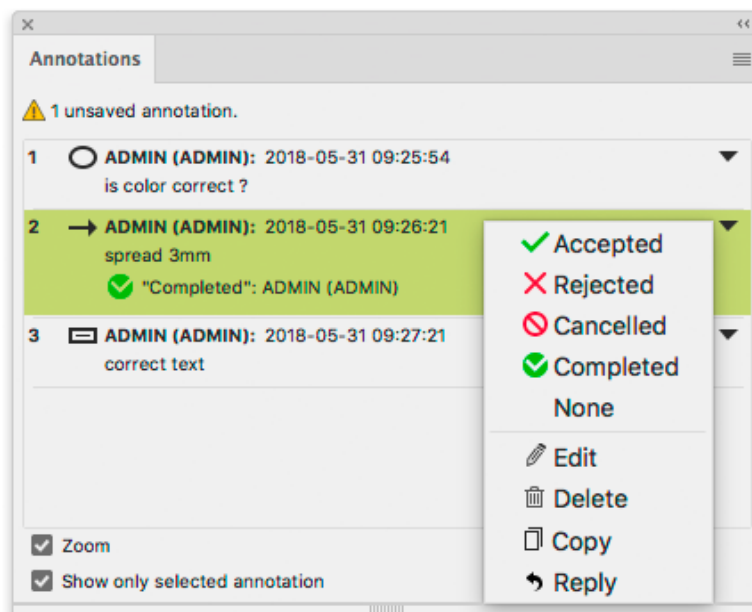 Annotations
1 unsaved annotation.
1 ADMIN (ADMIN): 2018-05-31 09:25:54
is color correct ?
2 ADMIN (ADMIN): 2018-05-31 09:26:21
spread 3mm
"Completed": ADMIN (ADMIN)
3 ADMIN (ADMIN): 2018-05-31 09:27:21
correct text
Accepted
Rejected
Cancelled
Completed
None
Edit
Delete
Copy
Reply
Zoom
Show only selected annotation